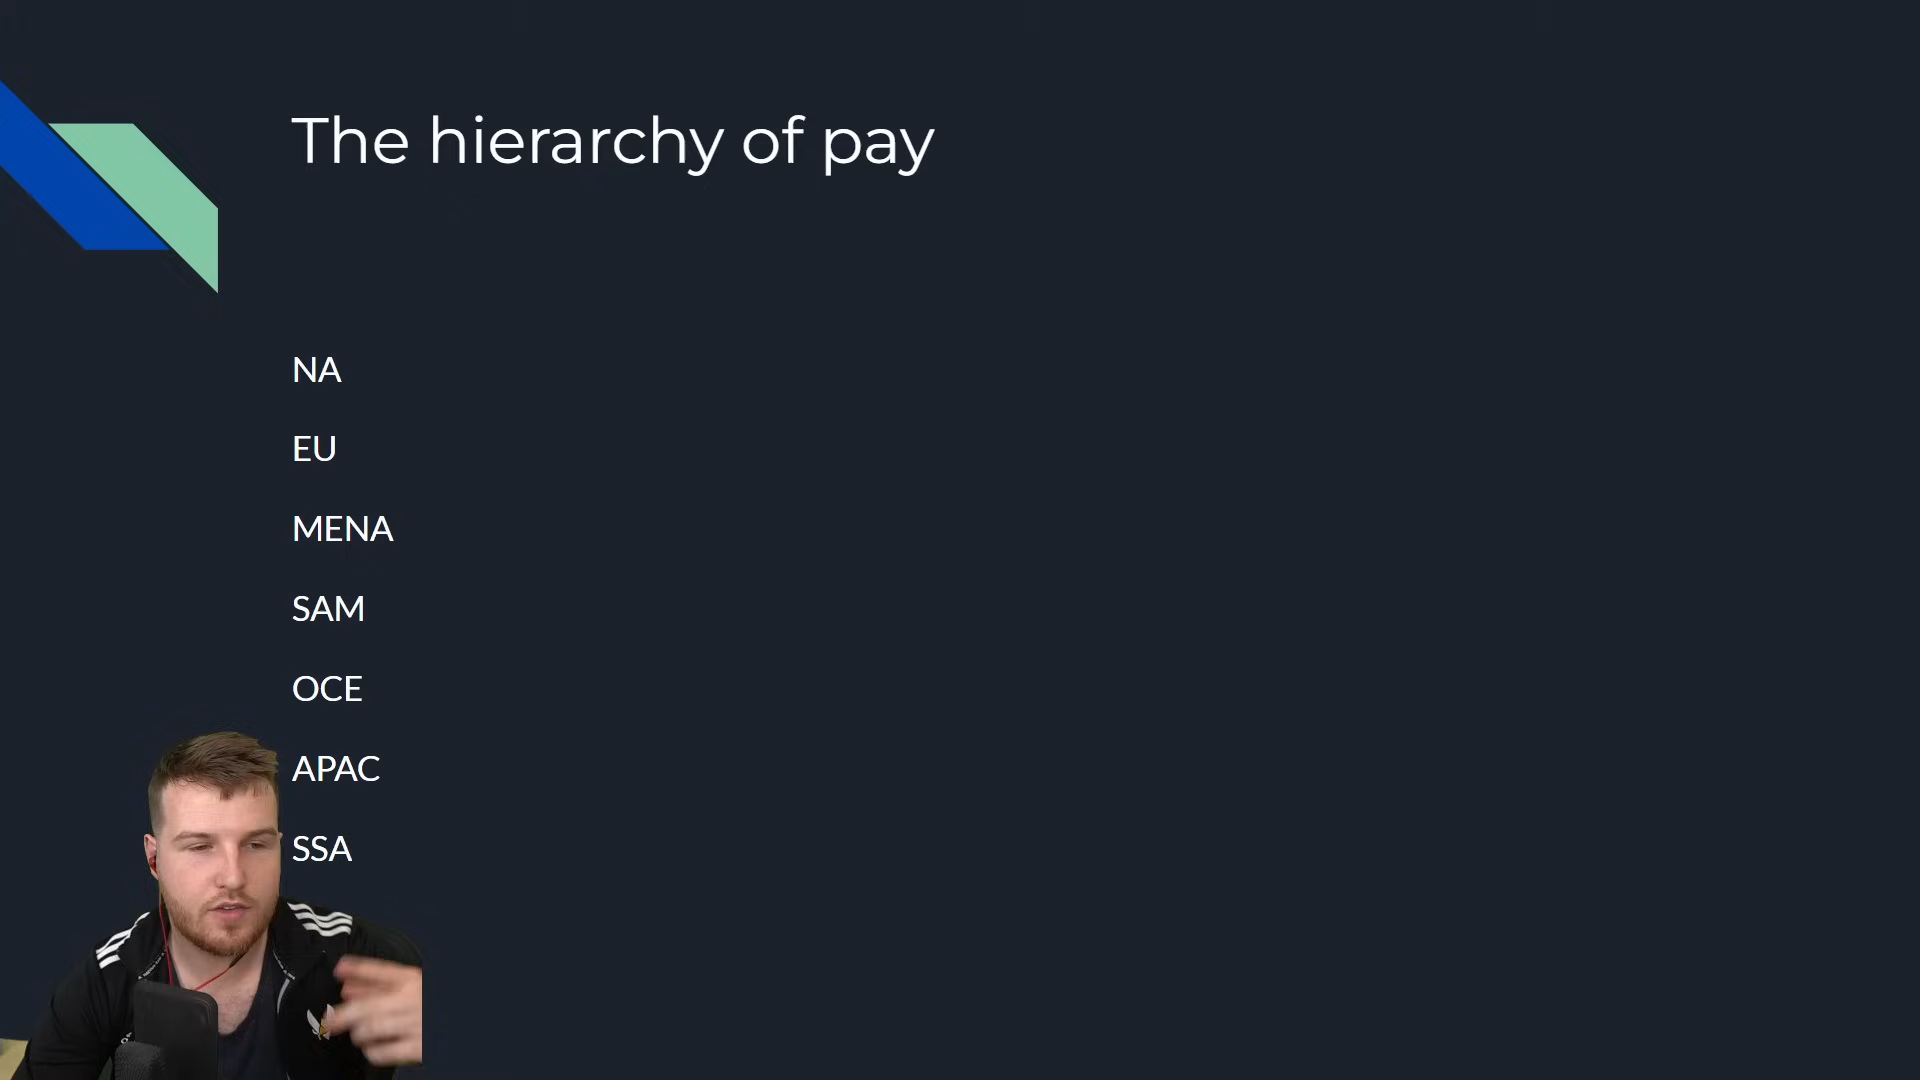 The hierarchy of pay
NA
EU
MENA
SAM
OCE
APAC
SSA